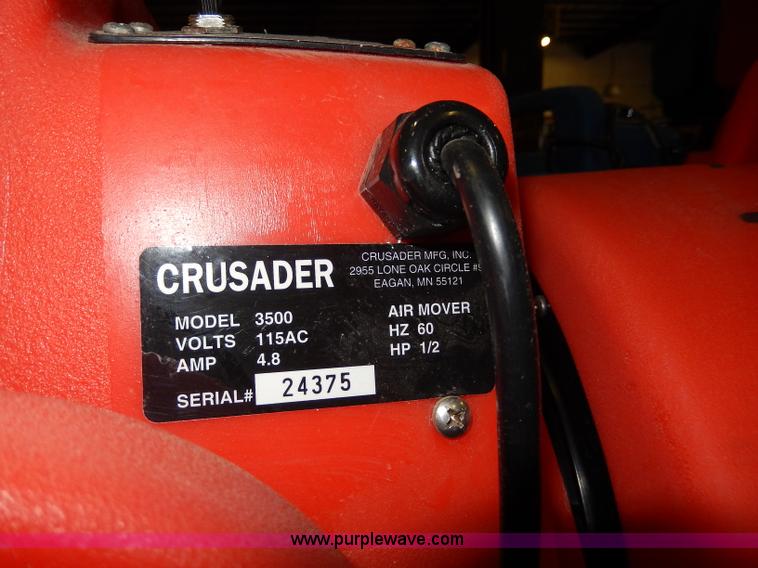 CRUSADER
CRUSADER MFG, INC.
2955 LONE OAK CIRCLE
EAGAN, MN 55121
MODEL 3500
VOLTS 115AC
AMP 4.8
AIR MOVER
HZ 60
HP 1/2
SERIAL# 24375
www.purplewave.com